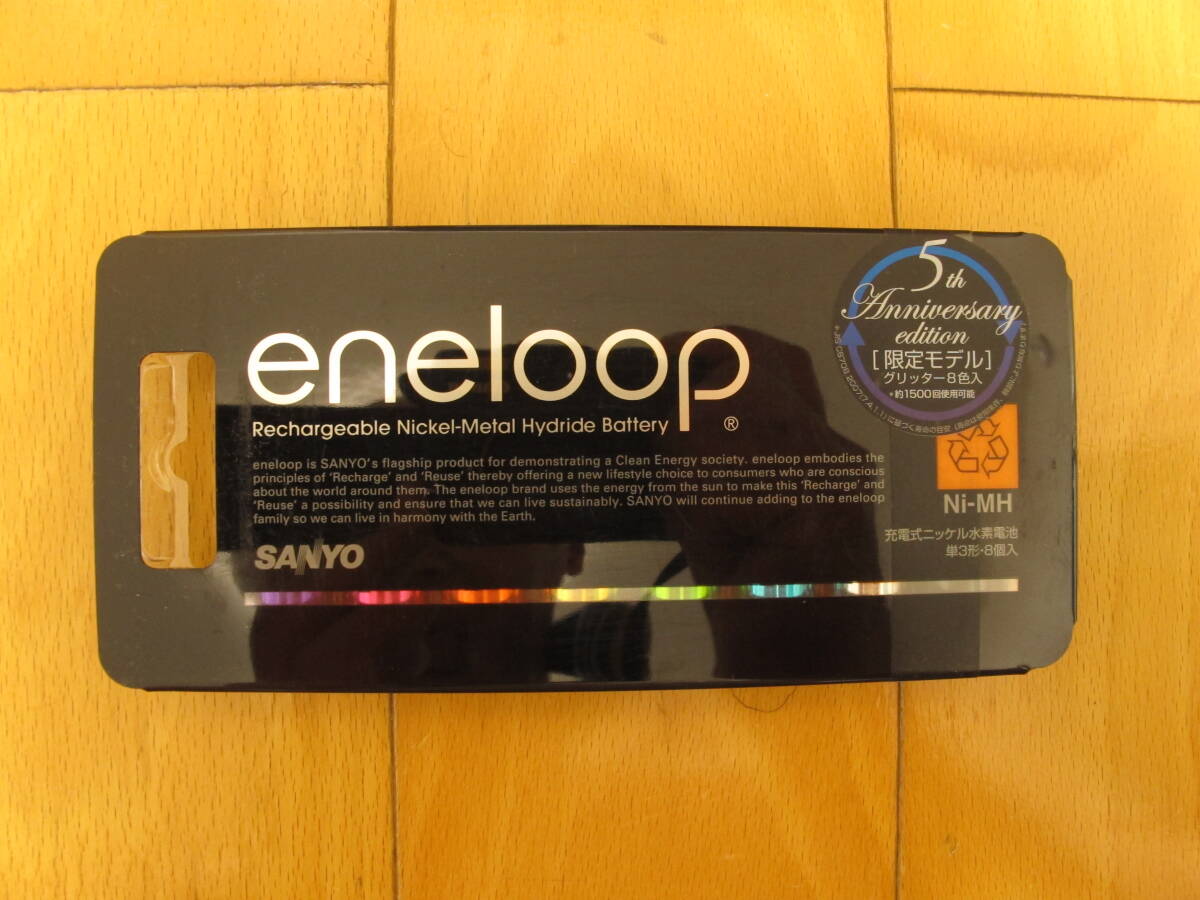 eneloop
Rechargeable Nickel-Metal Hydride Battery ®
eneloop is SANYO's flagship product for demonstrating a Clean Energy society. eneloop embodies the
principles of 'Recharge' and 'Reuse' thereby offering a new lifestyle choice to consumers who are conscious
about the world around them. The eneloop brand uses the energy from the sun to make this 'Recharge' and
'Reuse' a possibility and ensure that we can live sustainably. SANYO will continue adding to the eneloop
family so we can live in harmony with the Earth.
SANYO
5th
Anniversary
edition
[限定モデル]
グリッター8色入
*約1500回使用可能
Ni-MH
充電式ニッケル水素電池
単3形・8個入